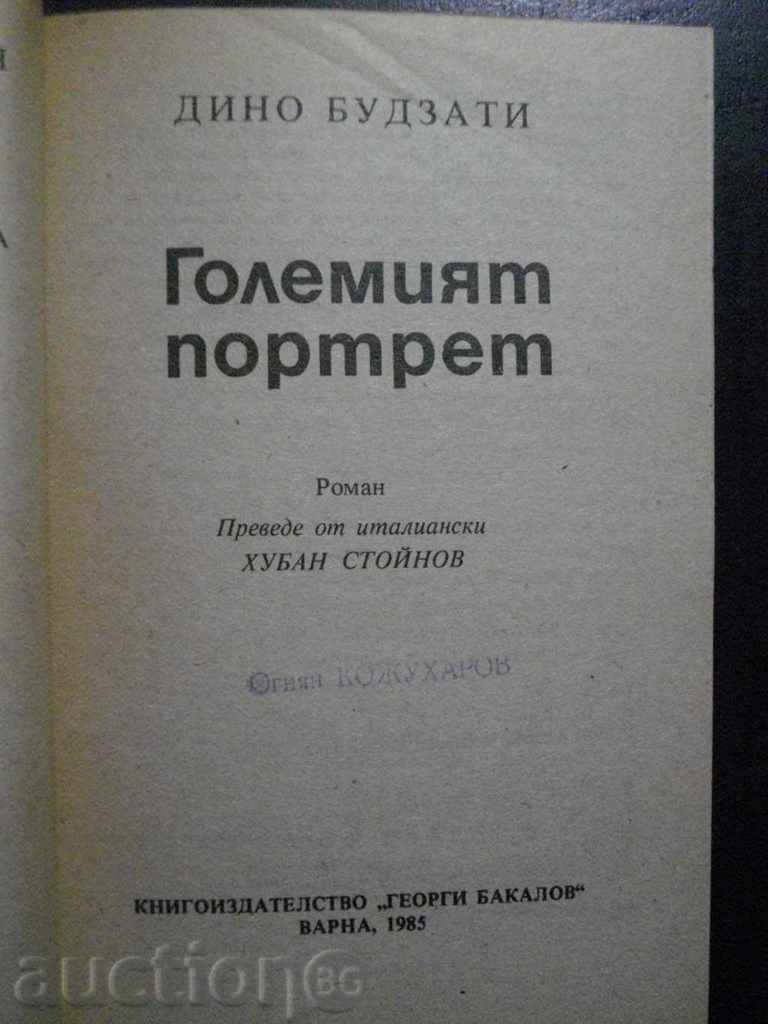 ДИНО БУДЗАТИ
Големият
портрет
Роман
Преведе от италиански
ХУБАН СТОЙНОВ
Огнян КОЖУХАРОВ
КНИГОИЗДАТЕЛСТВО „ГЕОРГИ БАКАЛОВ“
ВАРНА, 1985
auction BG